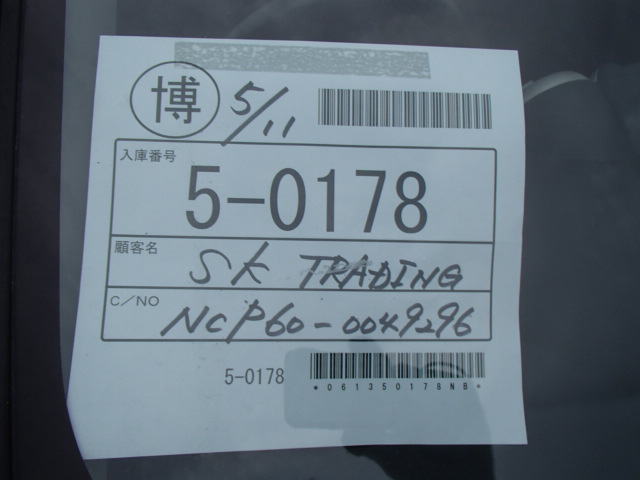 博 5/11
入庫番号
5-0178
顧客名
SK TRADING
C/NO
NCP60-0049296
5-0178
*061350178NB*